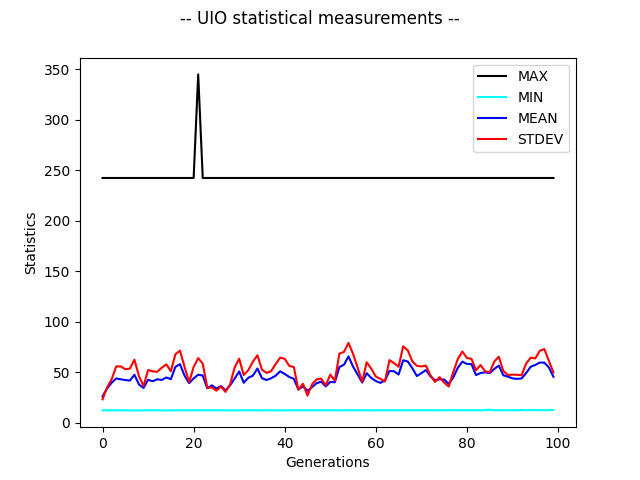 -- UIO statistical measurements --
350
300
250
200
150
100
50
0
Statistics
MAX
MIN
MEAN
STDEV
0 20 40 60 80 100
Generations